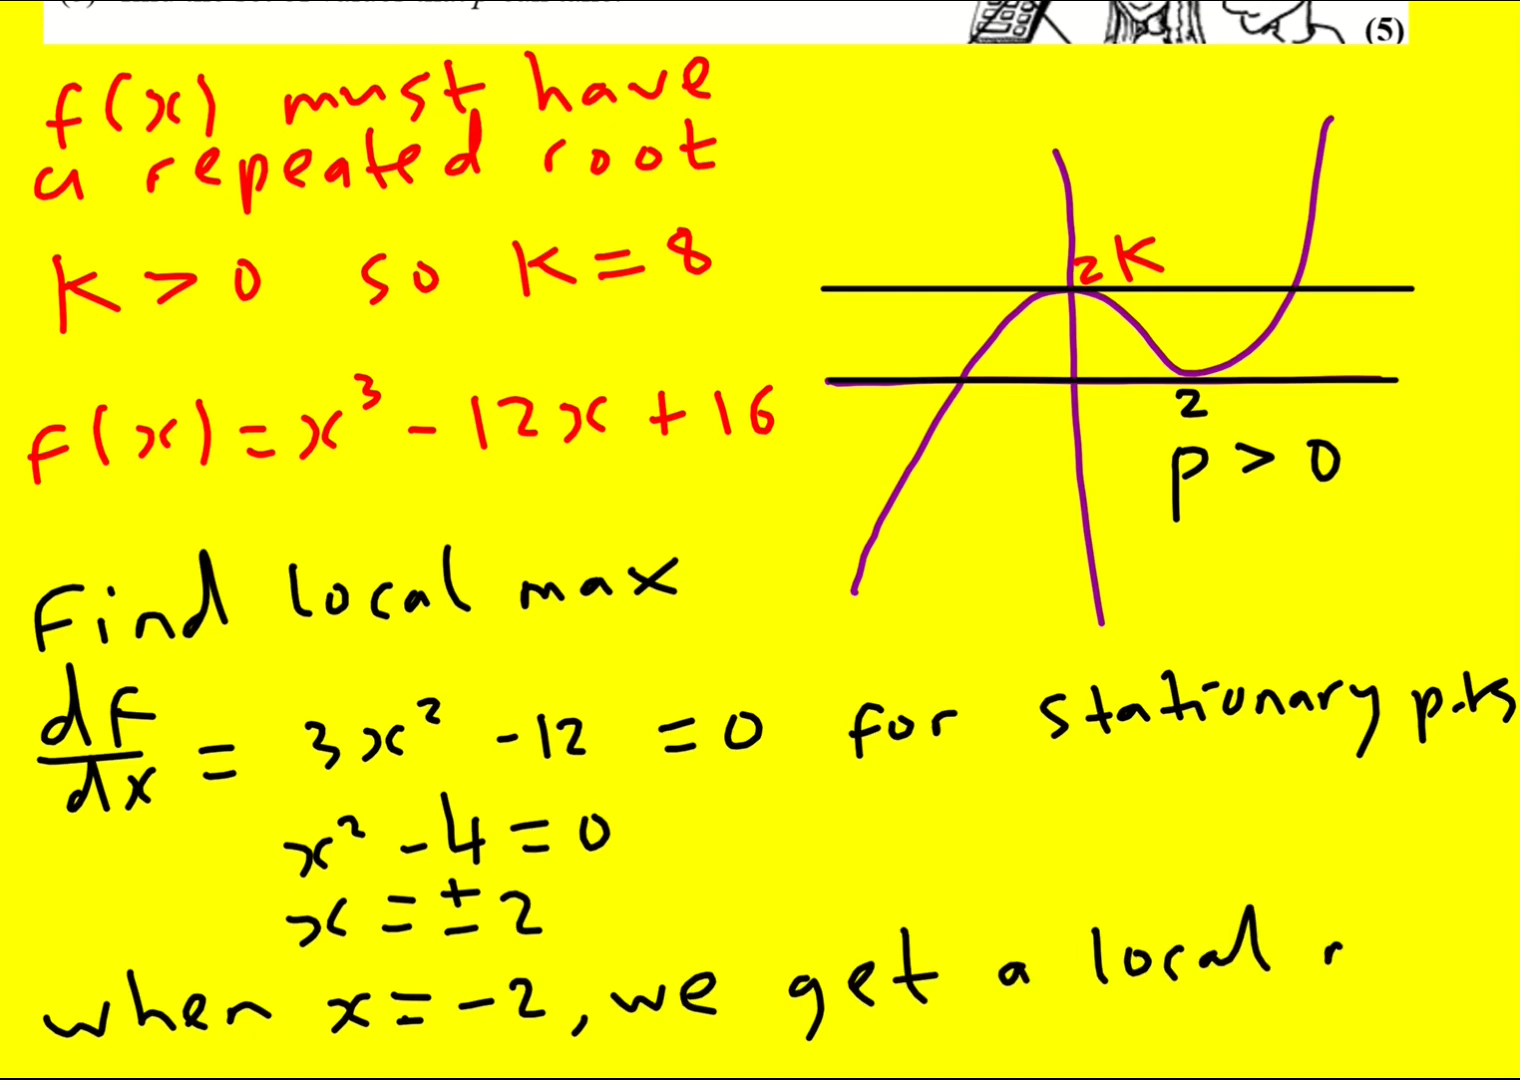 (5)
f(x) must have
a repeated root
K > 0 so K = 8
2K
f(x) = x³ - 12x + 16
2
p > 0
Find local max
df/dx = 3x² - 12 = 0 for stationary pts
x² - 4 = 0
x = ± 2
when x = -2, we get a local